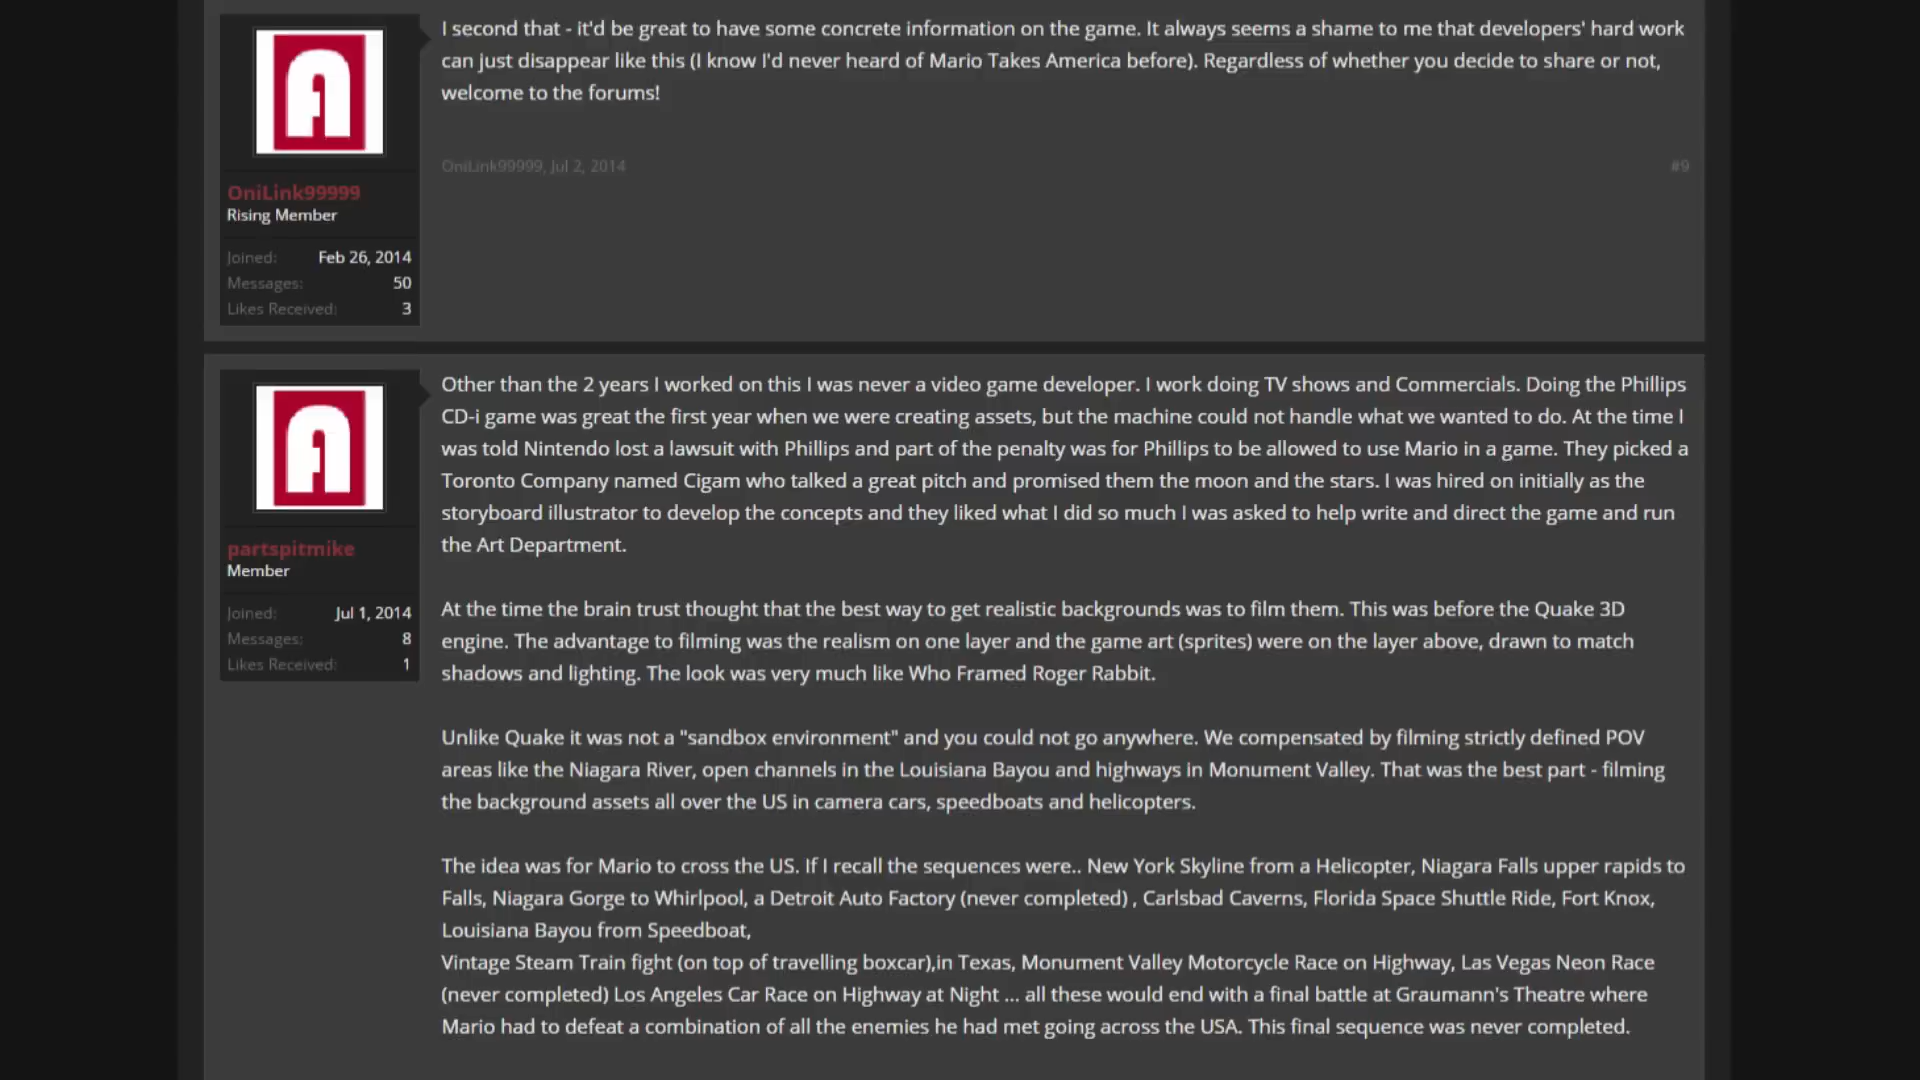 I second that - it'd be great to have some concrete information on the game. It always seems a shame to me that developers' hard work
can just disappear like this (I know I'd never heard of Mario Takes America before). Regardless of whether you decide to share or not,
welcome to the forums!
OniLink99999, Jul 2, 2014 #9
OniLink99999
Rising Member
Joined: Feb 26, 2014
Messages: 50
Likes Received: 3
Other than the 2 years I worked on this I was never a video game developer. I work doing TV shows and Commercials. Doing the Phillips
CD-i game was great the first year when we were creating assets, but the machine could not handle what we wanted to do. At the time I
was told Nintendo lost a lawsuit with Phillips and part of the penalty was for Phillips to be allowed to use Mario in a game. They picked a
Toronto Company named Cigam who talked a great pitch and promised them the moon and the stars. I was hired on initially as the
storyboard illustrator to develop the concepts and they liked what I did so much I was asked to help write and direct the game and run
the Art Department.
partspitmike
Member
Joined: Jul 1, 2014
Messages: 8
Likes Received: 1
At the time the brain trust thought that the best way to get realistic backgrounds was to film them. This was before the Quake 3D
engine. The advantage to filming was the realism on one layer and the game art (sprites) were on the layer above, drawn to match
shadows and lighting. The look was very much like Who Framed Roger Rabbit.
Unlike Quake it was not a "sandbox environment" and you could not go anywhere. We compensated by filming strictly defined POV
areas like the Niagara River, open channels in the Louisiana Bayou and highways in Monument Valley. That was the best part - filming
the background assets all over the US in camera cars, speedboats and helicopters.
The idea was for Mario to cross the US. If I recall the sequences were.. New York Skyline from a Helicopter, Niagara Falls upper rapids to
Falls, Niagara Gorge to Whirlpool, a Detroit Auto Factory (never completed) , Carlsbad Caverns, Florida Space Shuttle Ride, Fort Knox,
Louisiana Bayou from Speedboat,
Vintage Steam Train fight (on top of travelling boxcar),in Texas, Monument Valley Motorcycle Race on Highway, Las Vegas Neon Race
(never completed) Los Angeles Car Race on Highway at Night ... all these would end with a final battle at Graumann's Theatre where
Mario had to defeat a combination of all the enemies he had met going across the USA. This final sequence was never completed.